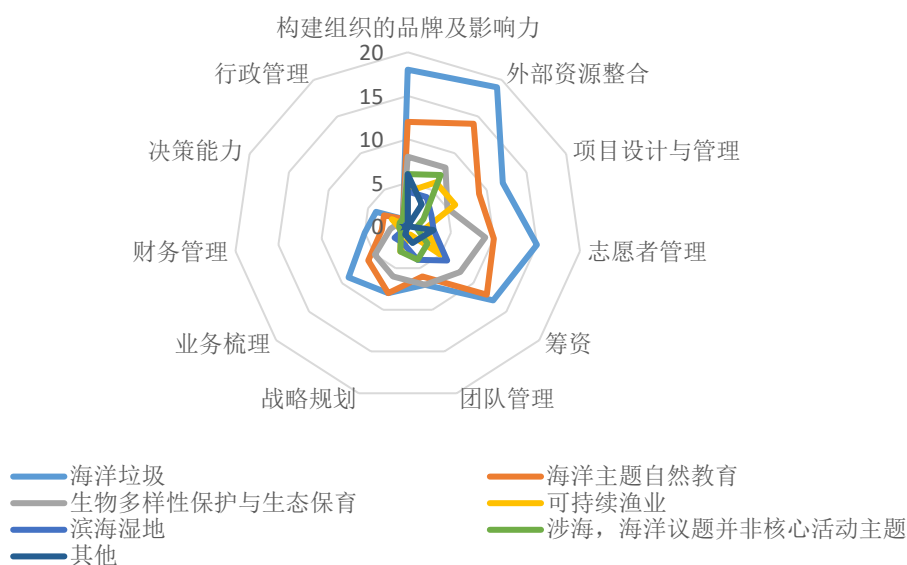 构建组织的品牌及影响力
20
行政管理
外部资源整合
15
决策能力
10
项目设计与管理
5
0
财务管理
志愿者管理
业务梳理
筹资
战略规划
团队管理
海洋垃圾
海洋主题自然教育
生物多样性保护与生态保育
可持续渔业
滨海湿地
涉海，海洋议题并非核心活动主题
其他